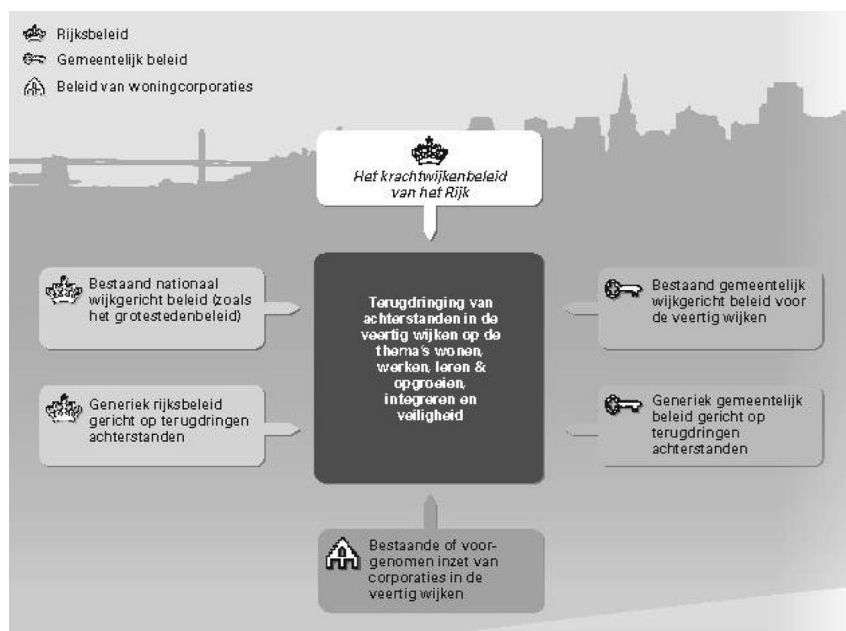 Rijksbeleid
Gemeentelijk beleid
Beleid van woningcorporaties
Het krachtwijkenbeleid
van het Rijk
Bestaand nationaal
wijkgericht beleid (zoals
het grotestedenbeleid)
Generiek rijksbeleid
gericht op terugdringen
achterstanden
Terugdringing van
achterstanden in de
veertig wijken op de
thema's wonen,
werken, leren &
opgroeien,
integreren en
veiligheid
Bestaand gemeentelijk
wijkgericht beleid voor
de veertig wijken
Generiek gemeentelijk
beleid gericht op
terugdringen
achterstanden
Bestaande of voor-
genomen inzet van
corporaties in de
veertig wijken